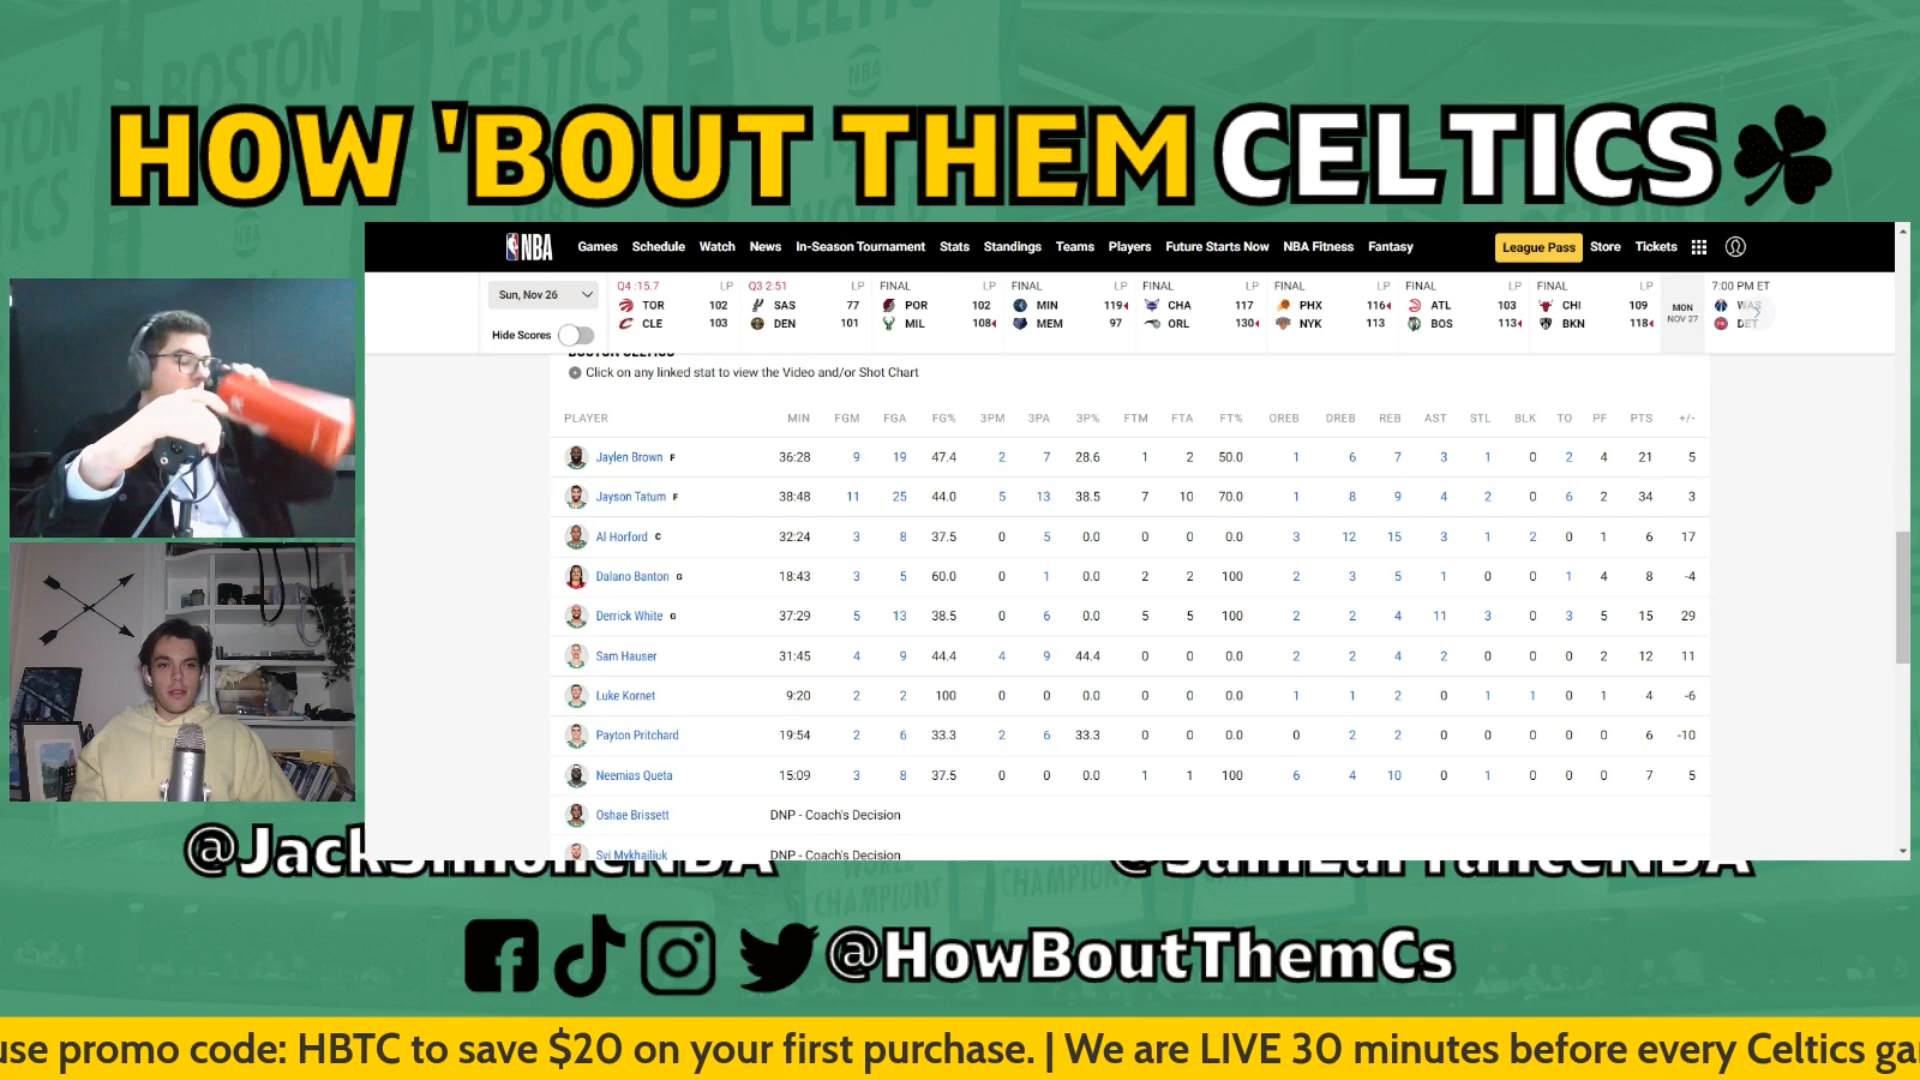 HOW 'BOUT THEM CELTICS
NBA Games Schedule Watch News In-Season Tournament Stats Standings Teams Players Future Starts Now NBA Fitness Fantasy League Pass Store Tickets
Sun, Nov 26
Hide Scores
Q4 :15.7 LP
TOR 102
CLE 103
Q3 2:51 LP
SAS 77
DEN 101
FINAL LP
POR 102
MIL 108
FINAL LP
MIN 119
MEM 97
FINAL LP
CHA 117
ORL 130
FINAL LP
PHX 116
NYK 113
FINAL LP
ATL 103
BOS 113
FINAL LP
CHI 109
BKN 118
MON
NOV 27
7:00 PM ET
WAS
DET
BOSTON CELTICS
Click on any linked stat to view the Video and/or Shot Chart
PLAYER MIN FGM FGA FG% 3PM 3PA 3P% FTM FTA FT% OREB DREB REB AST STL BLK TO PF PTS +/-
Jaylen Brown F 36:28 9 19 47.4 2 7 28.6 1 2 50.0 1 6 7 3 1 0 2 4 21 5
Jayson Tatum F 38:48 11 25 44.0 5 13 38.5 7 10 70.0 1 8 9 4 2 0 6 2 34 3
Al Horford C 32:24 3 8 37.5 0 5 0.0 0 0 0.0 3 12 15 3 1 2 0 1 6 17
Dalano Banton G 18:43 3 5 60.0 0 1 0.0 2 2 100 2 3 5 1 0 0 1 4 8 -4
Derrick White G 37:29 5 13 38.5 0 6 0.0 5 5 100 2 2 4 11 3 0 3 5 15 29
Sam Hauser 31:45 4 9 44.4 4 9 44.4 0 0 0.0 2 2 4 2 0 0 0 2 12 11
Luke Kornet 9:20 2 2 100 0 0 0.0 0 0 0.0 1 1 2 0 1 1 0 1 4 -6
Payton Pritchard 19:54 2 6 33.3 2 6 33.3 0 0 0.0 0 2 2 0 0 0 0 0 6 -10
Neemias Queta 15:09 3 8 37.5 0 0 0.0 1 1 100 6 4 10 0 1 0 0 0 7 5
Oshae Brissett DNP - Coach's Decision
Svi Mykhailiuk DNP - Coach's Decision
@JackSimoneNBA @SamLaFranceNBA
@HowBoutThemCs
use promo code: HBTC to save $20 on your first purchase. | We are LIVE 30 minutes before every Celtics ga